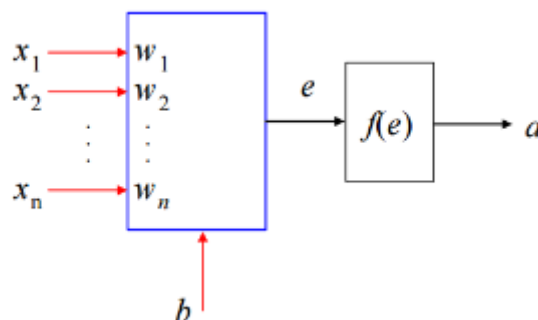 x₁ w₁
x₂ w₂
e
f(e)
a
xₙ wₙ
b